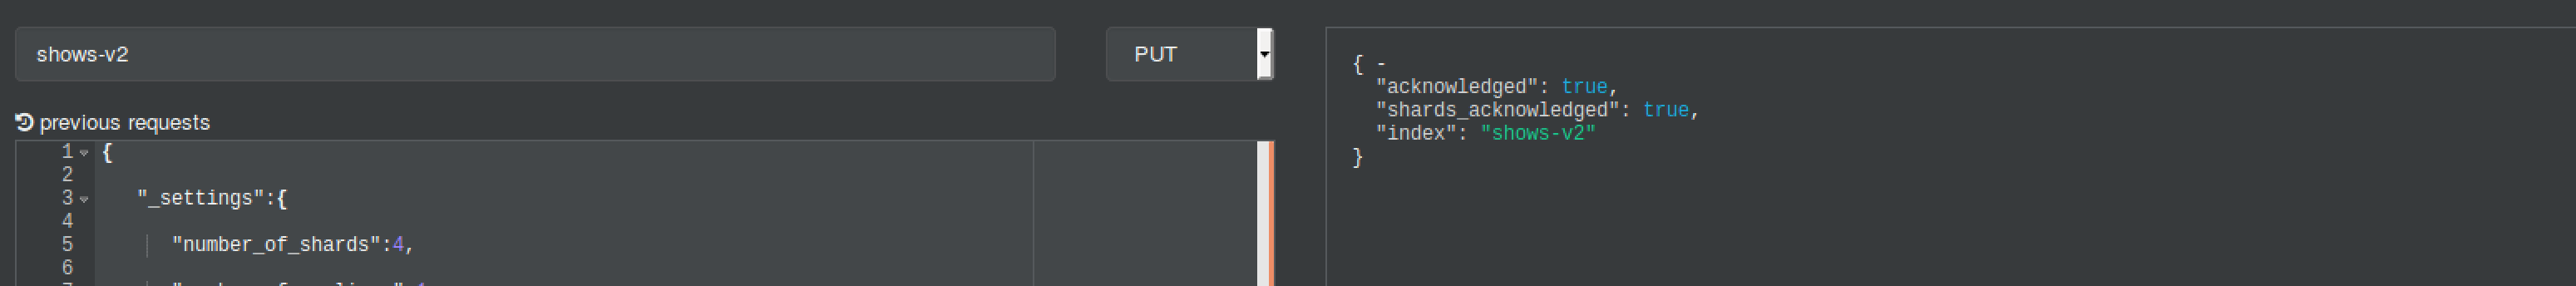 shows-v2
PUT
previous requests
1 {
2
3 "_settings":{
4
5 "number_of_shards":4,
6
{ -
"acknowledged": true,
"shards_acknowledged": true,
"index": "shows-v2"
}